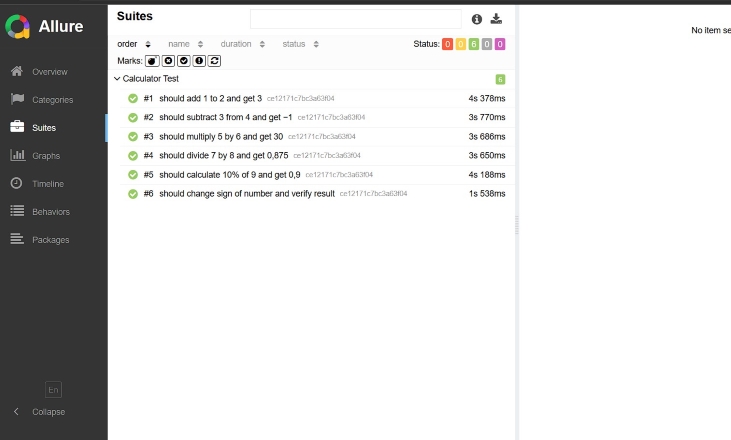 Allure
Overview
Categories
Suites
Graphs
Timeline
Behaviors
Packages
En
Collapse
Suites
order name duration status Status: 0 0 6 0 0
Marks:
Calculator Test 6
#1 should add 1 to 2 and get 3 ce12171c7bc3a63f04 4s 378ms
#2 should subtract 3 from 4 and get −1 ce12171c7bc3a63f04 3s 770ms
#3 should multiply 5 by 6 and get 30 ce12171c7bc3a63f04 3s 686ms
#4 should divide 7 by 8 and get 0,875 ce12171c7bc3a63f04 3s 650ms
#5 should calculate 10% of 9 and get 0,9 ce12171c7bc3a63f04 4s 188ms
#6 should change sign of number and verify result ce12171c7bc3a63f04 1s 538ms
No item se